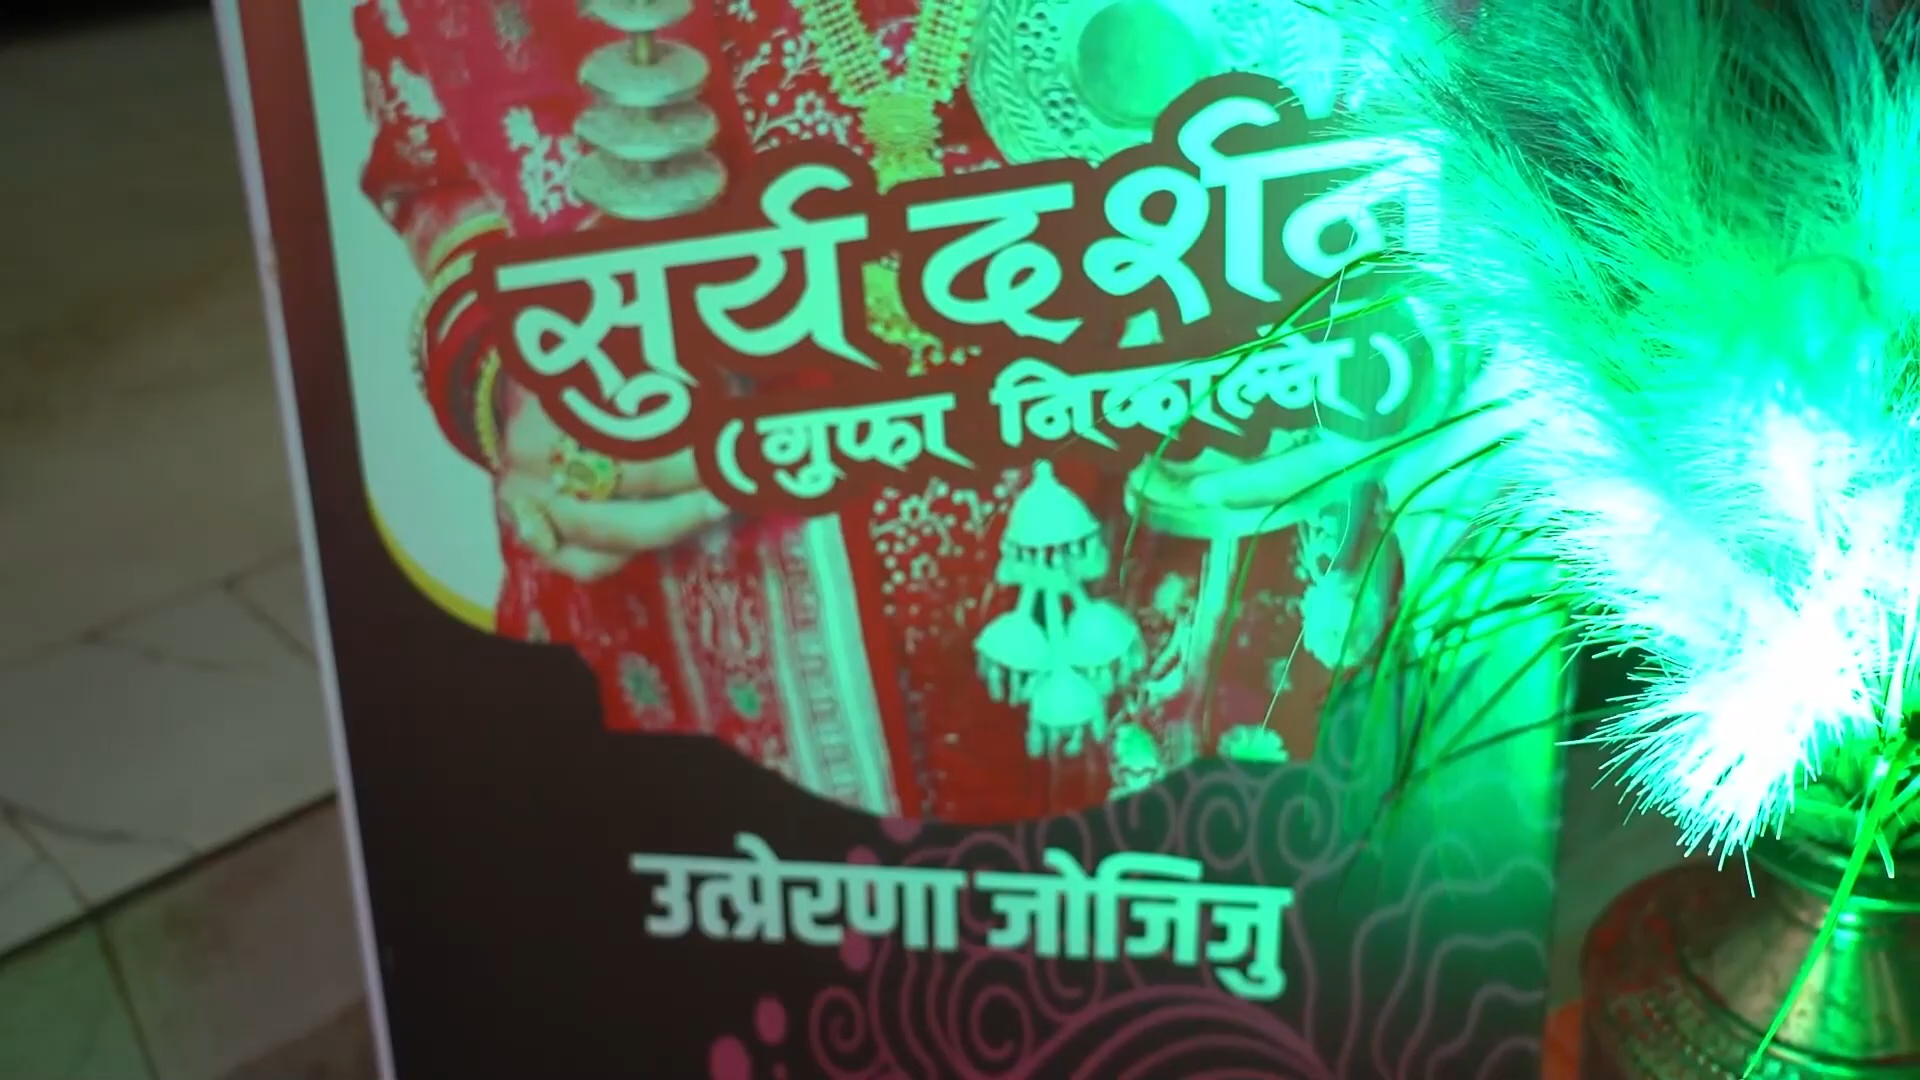 सुर्य दर्शन
(गुफा निकाल्ने)
उत्प्रेरणा जोजिजु